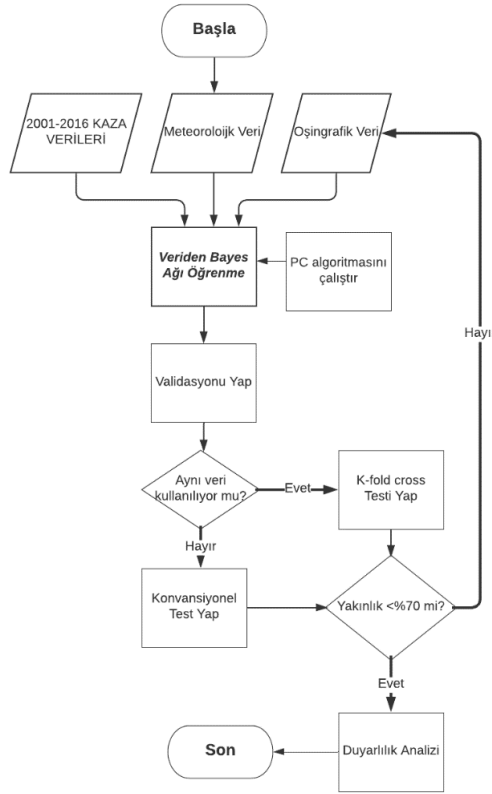 Başla
2001-2016 KAZA
VERİLERİ
Meteoroloijk Veri
Oşingrafik Veri
Veriden Bayes
Ağı Öğrenme
PC algoritmasını
çalıştır
Hayı
Validasyonu Yap
Aynı veri
kullanılıyor mu?
Evet
K-fold cross
Testi Yap
Hayır
Konvansiyonel
Test Yap
Yakınlık <%70 mi?
Evet
Son
Duyarlılık Analizi